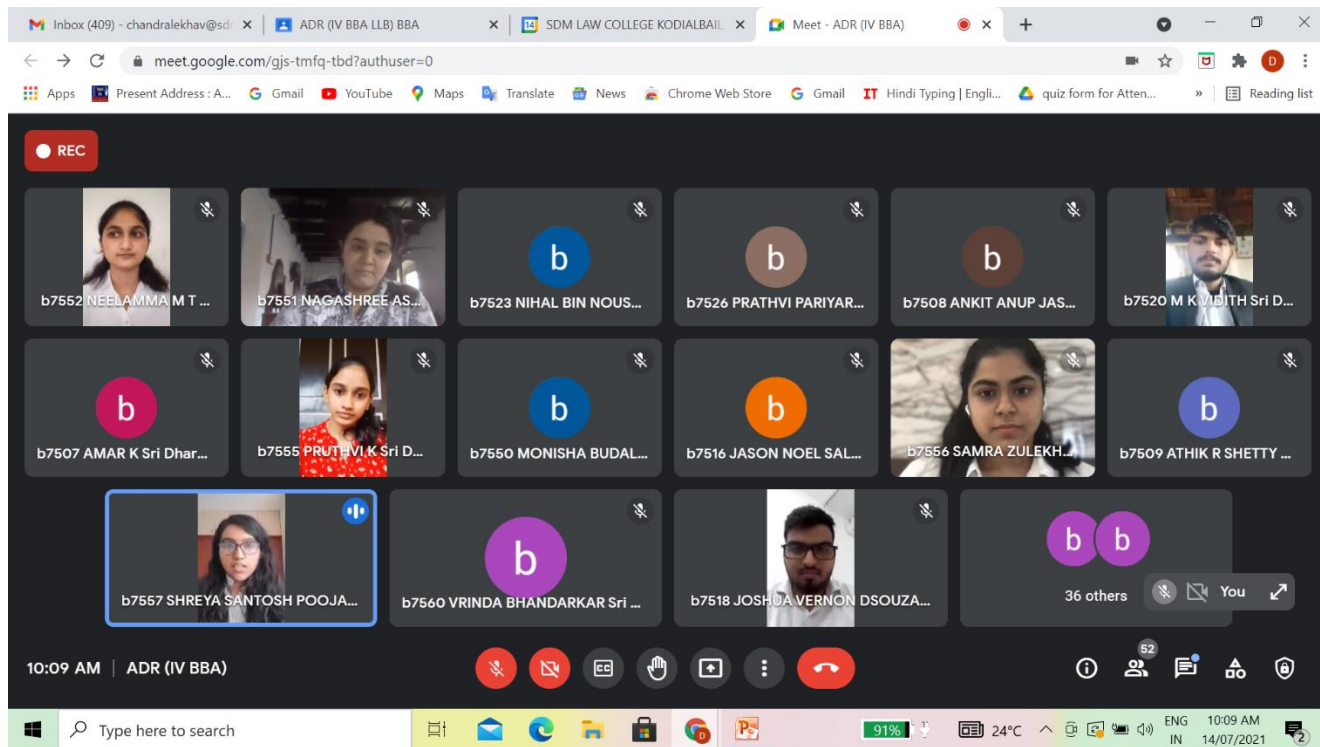 Inbox (409) - chandralekhav@sdr
ADR (IV BBA LLB) BBA
14 SDM LAW COLLEGE KODIALBAIL,
Meet - ADR (IV BBA)
meet.google.com/gjs-tmfq-tbd?authuser=0
D
Apps Present Address : A... Gmail YouTube Maps Translate News Chrome Web Store Gmail IT Hindi Typing | Engli... quiz form for Atten... » Reading list
REC
b7552 NEELAMMA M T ...
b7551 NAGASHREE AS...
b
b7523 NIHAL BIN NOUS...
b
b7526 PRATHVI PARIYAR...
b
b7508 ANKIT ANUP JAS...
b7520 M K VIDITH Sri D...
b
b7507 AMAR K Sri Dhar...
b7555 PRUTHVI K Sri D...
b
b7550 MONISHA BUDAL...
b
b7516 JASON NOEL SAL...
b7556 SAMRA ZULEKH...
b
b7509 ATHIK R SHETTY ...
b7557 SHREYA SANTOSH POOJA...
b
b7560 VRINDA BHANDARKAR Sri ...
b7518 JOSHUA VERNON DSOUZA...
b b
36 others
You
10:09 AM | ADR (IV BBA)
CC
52
Type here to search
91%
24°C
ENG
IN
10:09 AM
14/07/2021
2